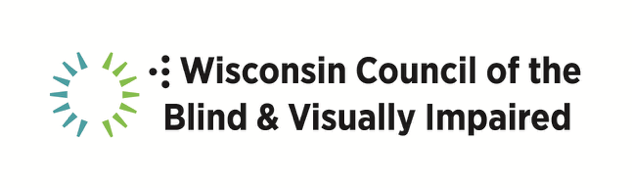 ⠺ Wisconsin Council of the
Blind & Visually Impaired